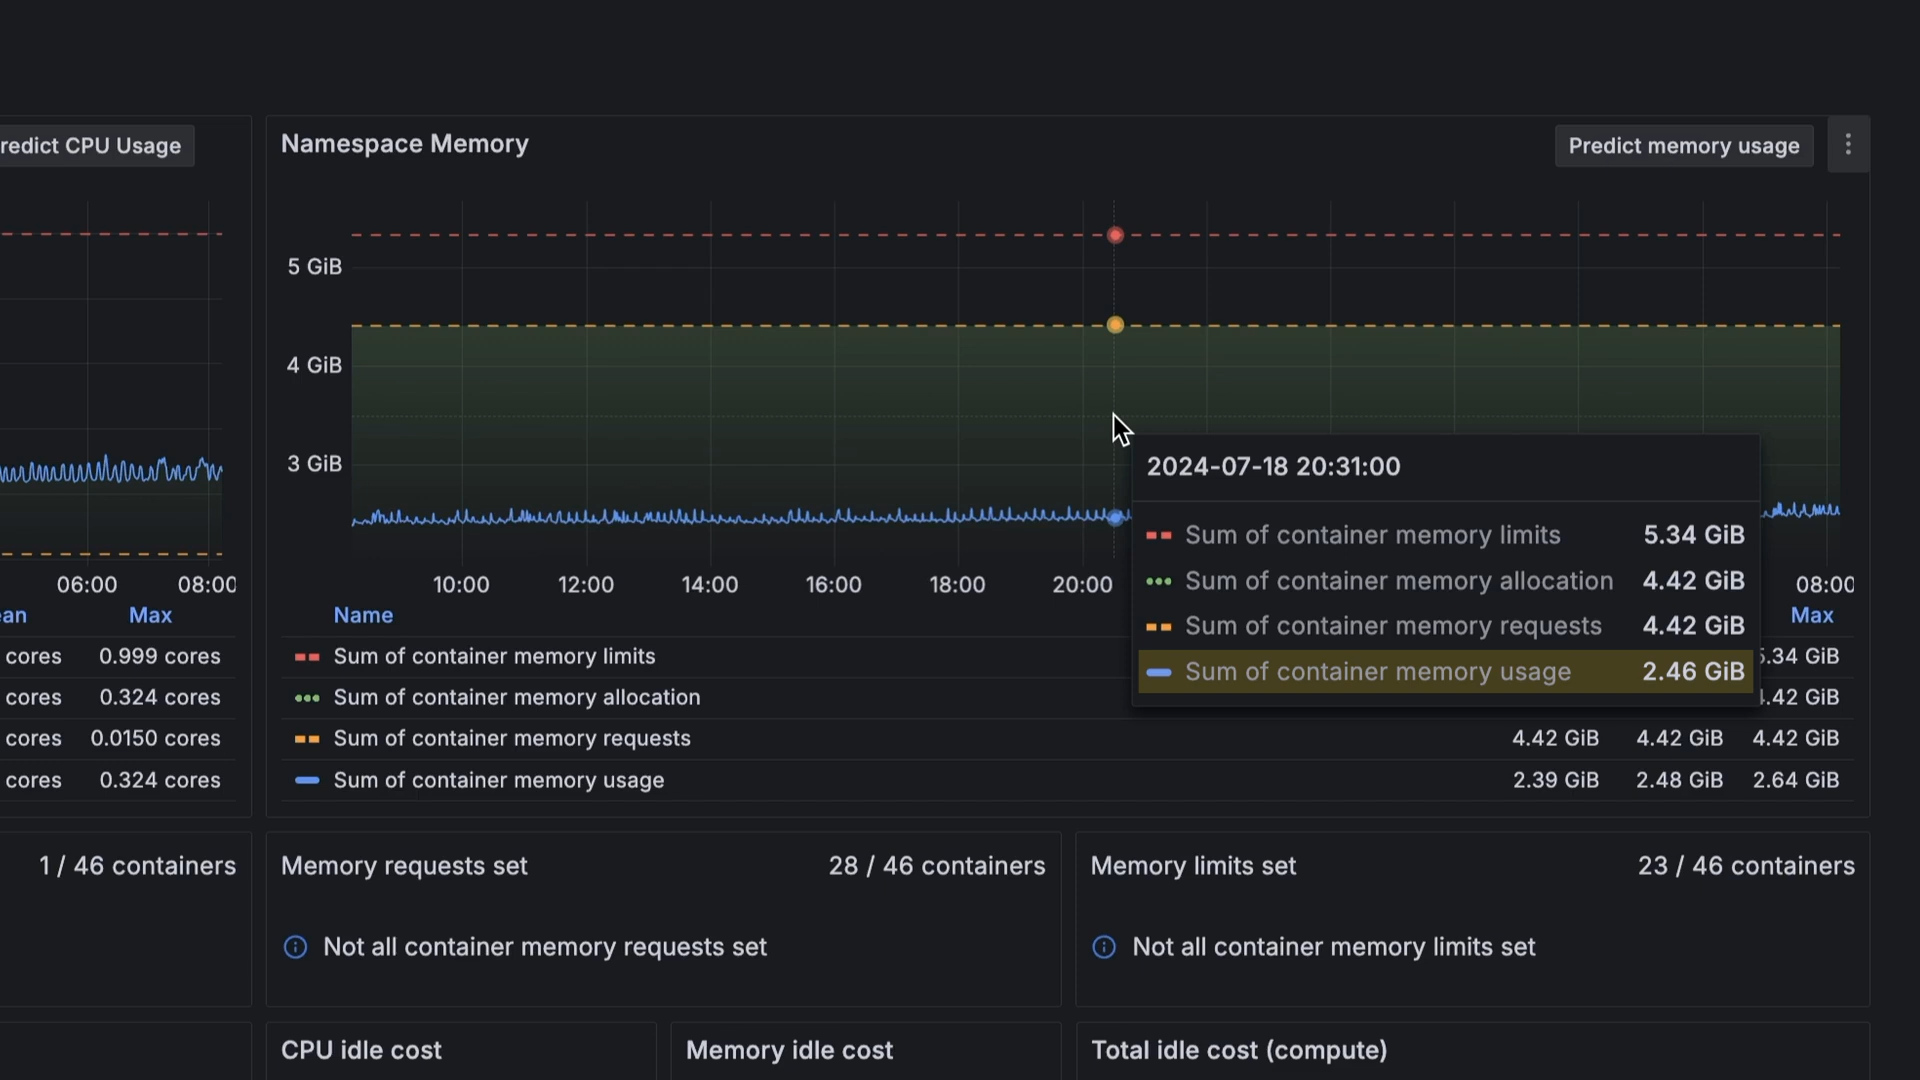 redict CPU Usage
Namespace Memory
Predict memory usage
5 GiB
4 GiB
3 GiB
2024-07-18 20:31:00
Sum of container memory limits 5.34 GiB
Sum of container memory allocation 4.42 GiB
Sum of container memory requests 4.42 GiB
Sum of container memory usage 2.46 GiB
06:00 08:00
10:00 12:00 14:00 16:00 18:00 20:00 08:00
ean Max
Name Max
cores 0.999 cores
Sum of container memory limits 5.34 GiB
cores 0.324 cores
Sum of container memory allocation 4.42 GiB
cores 0.0150 cores
Sum of container memory requests 4.42 GiB 4.42 GiB 4.42 GiB
cores 0.324 cores
Sum of container memory usage 2.39 GiB 2.48 GiB 2.64 GiB
1 / 46 containers
Memory requests set 28 / 46 containers
Memory limits set 23 / 46 containers
Not all container memory requests set
Not all container memory limits set
CPU idle cost
Memory idle cost
Total idle cost (compute)